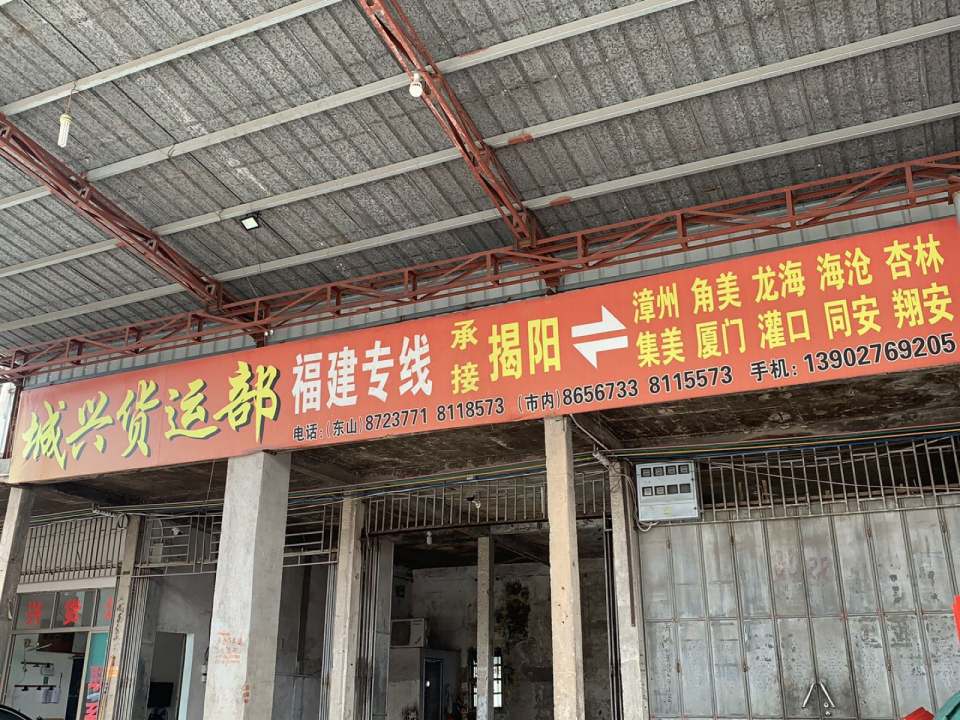 城兴货运部
福建专线
承接
揭阳
漳州 角美 龙海 海沧 杏林
集美 厦门 灌口 同安 翔安
电话:(东山)8723771 8118573 (市内)8656733 8115573 手机:13902769205